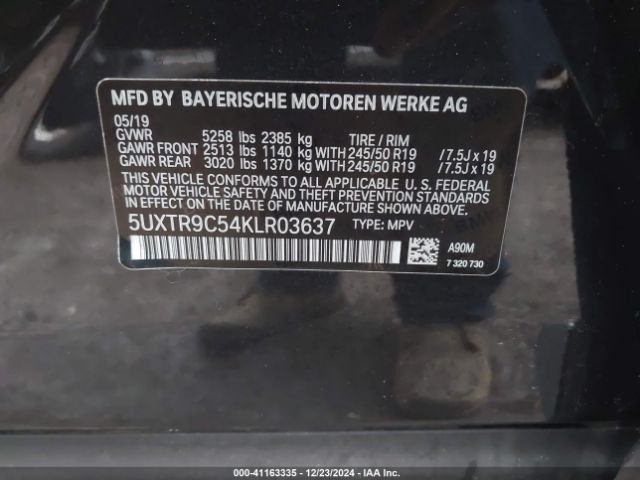 MFD BY BAYERISCHE MOTOREN WERKE AG
05/19
GVWR 5258 lbs 2385 kg TIRE / RIM
GAWR FRONT 2513 lbs 1140 kg WITH 245/50 R19 / 7.5J x 19
GAWR REAR 3020 lbs 1370 kg WITH 245/50 R19 / 7.5J x 19
THIS VEHICLE CONFORMS TO ALL APPLICABLE U. S. FEDERAL
MOTOR VEHICLE SAFETY AND THEFT PREVENTION STANDARDS
IN EFFECT ON THE DATE OF MANUFACTURE SHOWN ABOVE.
5UXTR9C54KLR03637 TYPE: MPV
A90M
7 320 730
000-41163335 - 12/23/2024 - IAA Inc.